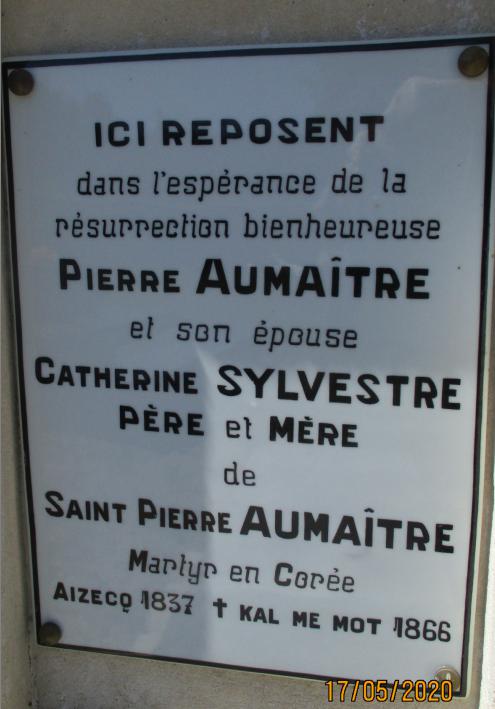 ICI REPOSENT
dans l'espérance de la
résurrection bienheureuse
PIERRE AUMAÎTRE
et son épouse
CATHERINE SYLVESTRE
PÈRE et MÈRE
de
SAINT PIERRE AUMAÎTRE
Martyr en Corée
AIZECQ 1837 † KAL ME MOT 1866
17/05/2020